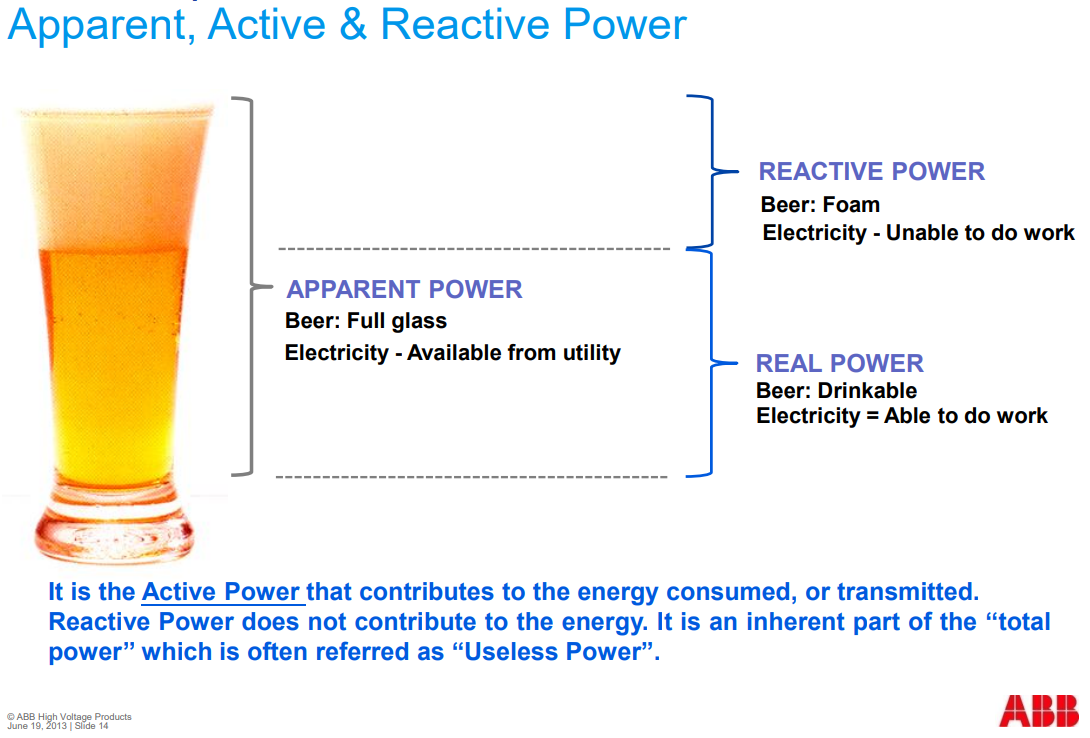 Apparent, Active & Reactive Power
REACTIVE POWER
Beer: Foam
Electricity - Unable to do work
APPARENT POWER
Beer: Full glass
Electricity - Available from utility
REAL POWER
Beer: Drinkable
Electricity = Able to do work
It is the Active Power that contributes to the energy consumed, or transmitted.
Reactive Power does not contribute to the energy. It is an inherent part of the “total
power” which is often referred as “Useless Power”.
© ABB High Voltage Products
June 19, 2013 | Slide 14
ABB